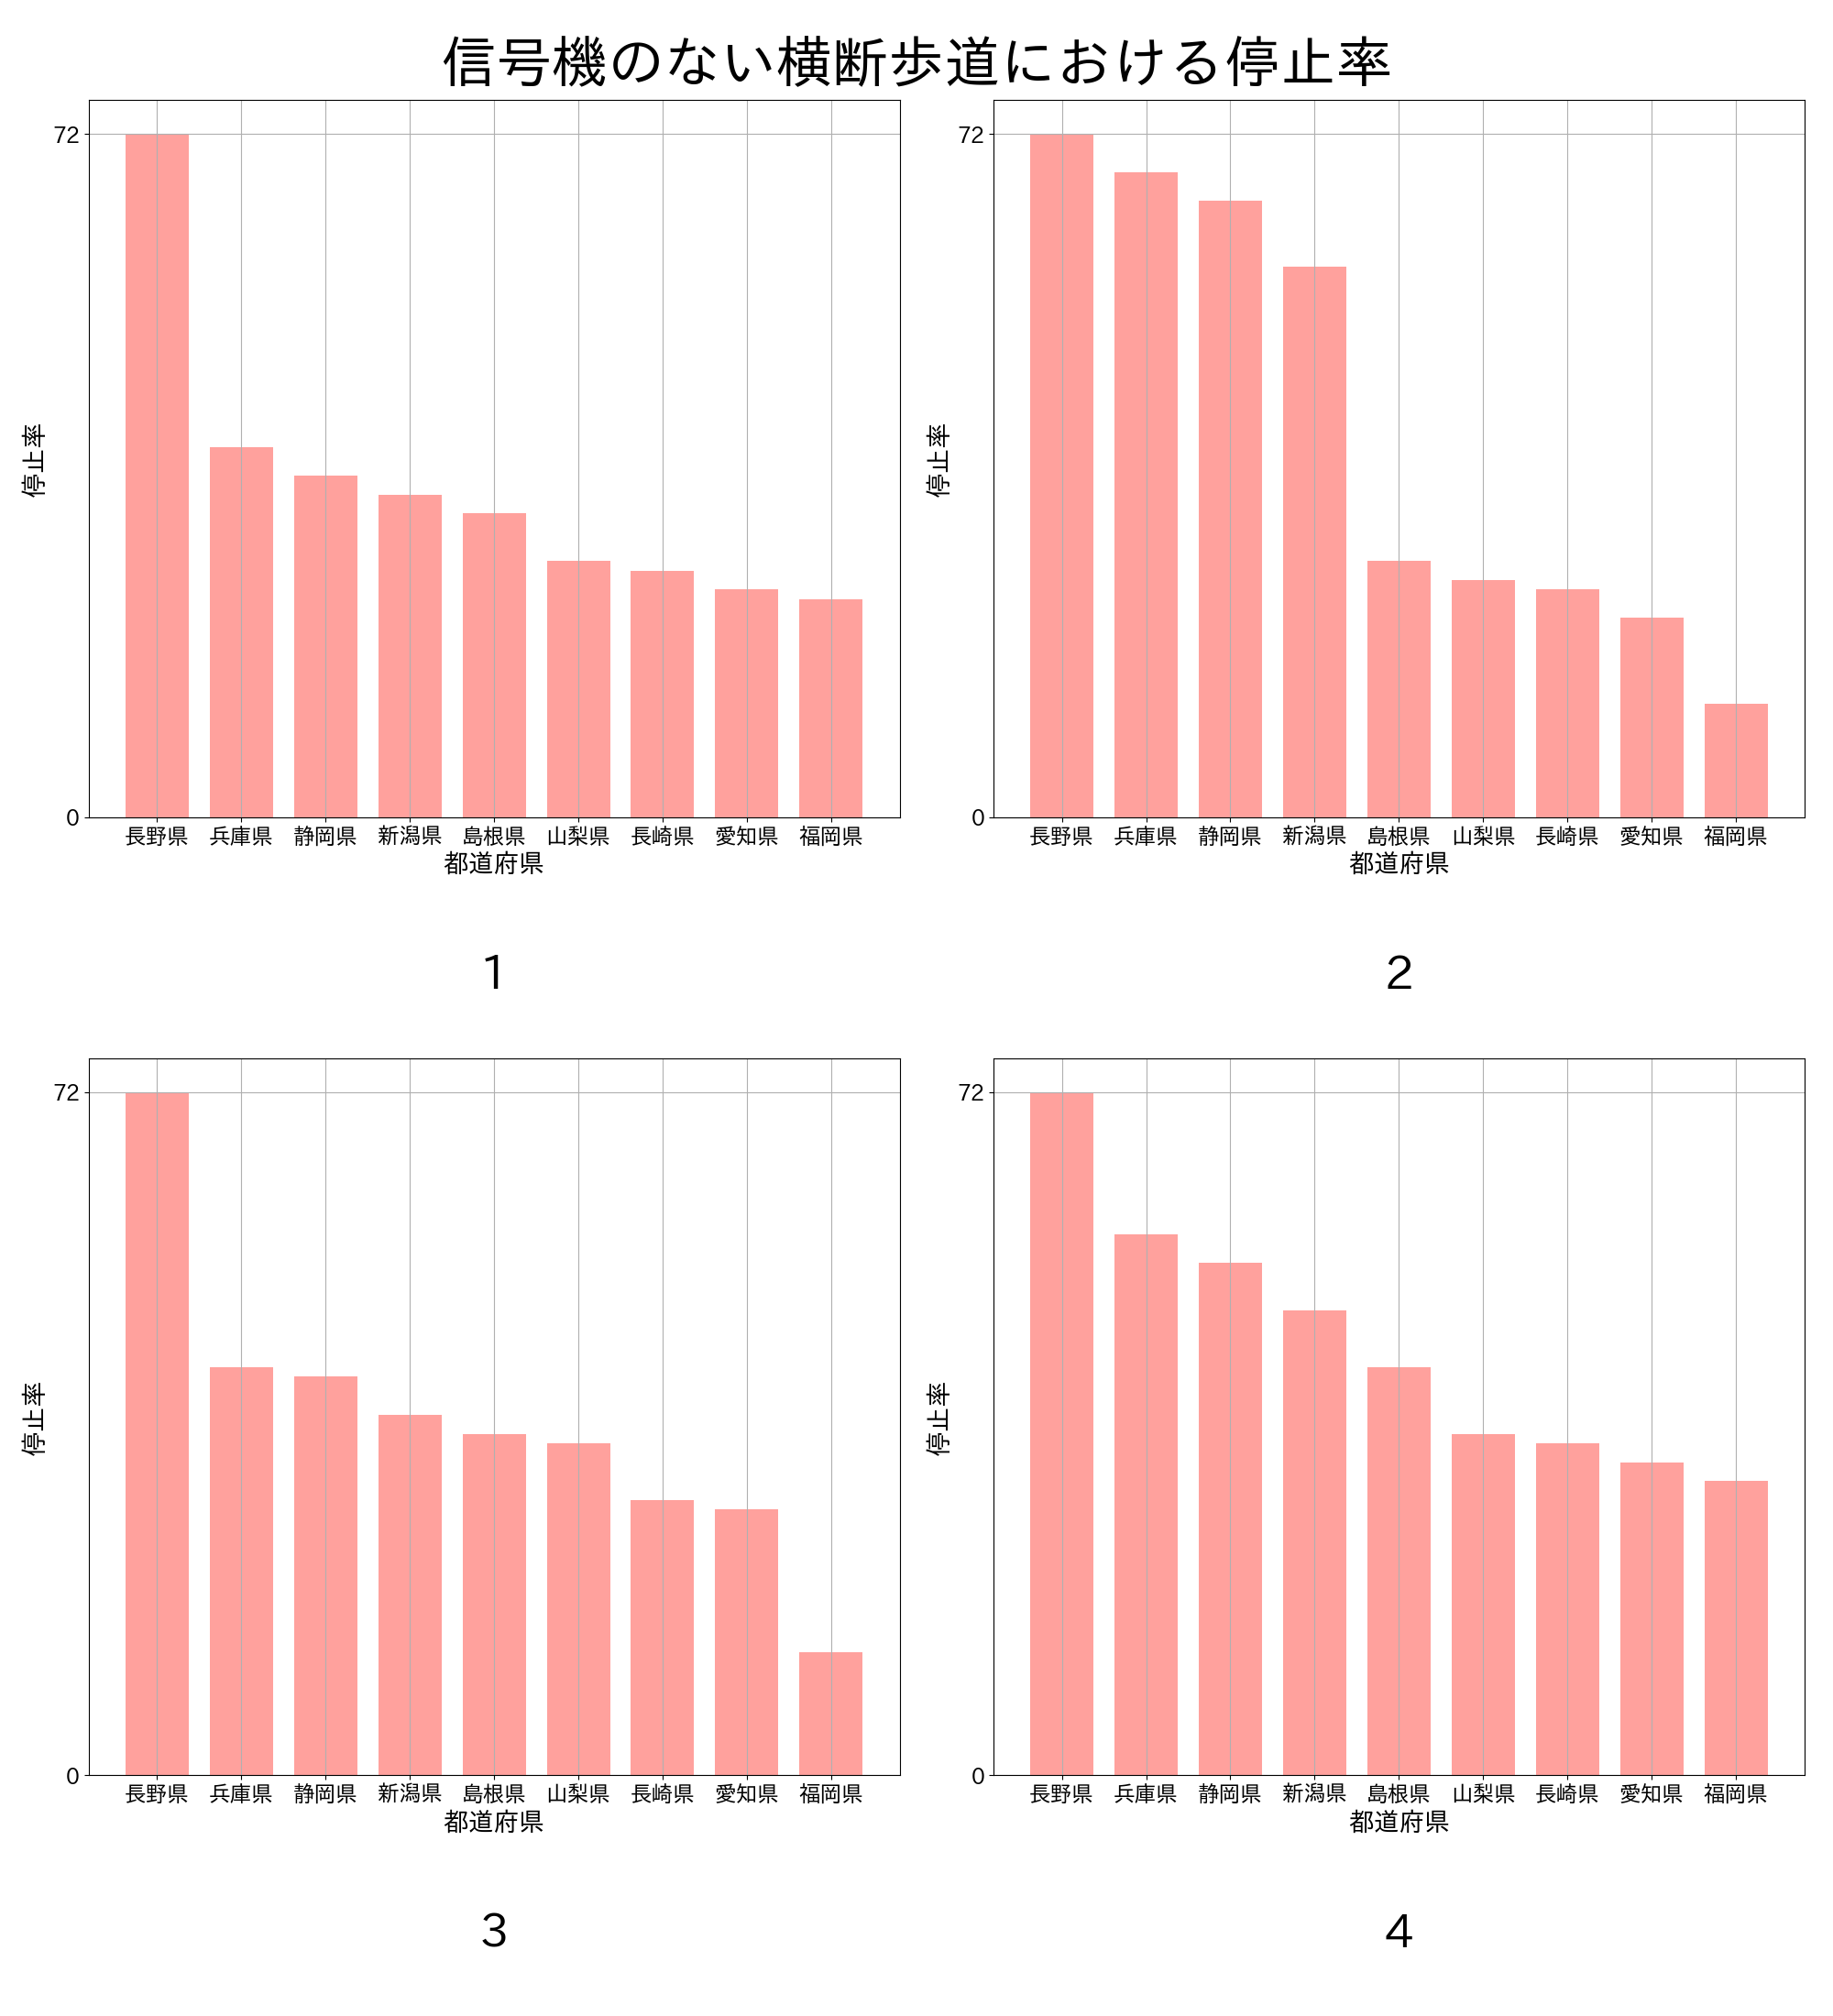 信号機のない横断歩道における停止率
72
停止率
0
長野県 兵庫県 静岡県 新潟県 島根県 山梨県 長崎県 愛知県 福岡県
都道府県
1
72
停止率
0
長野県 兵庫県 静岡県 新潟県 島根県 山梨県 長崎県 愛知県 福岡県
都道府県
2
72
停止率
0
長野県 兵庫県 静岡県 新潟県 島根県 山梨県 長崎県 愛知県 福岡県
都道府県
3
72
停止率
0
長野県 兵庫県 静岡県 新潟県 島根県 山梨県 長崎県 愛知県 福岡県
都道府県
4